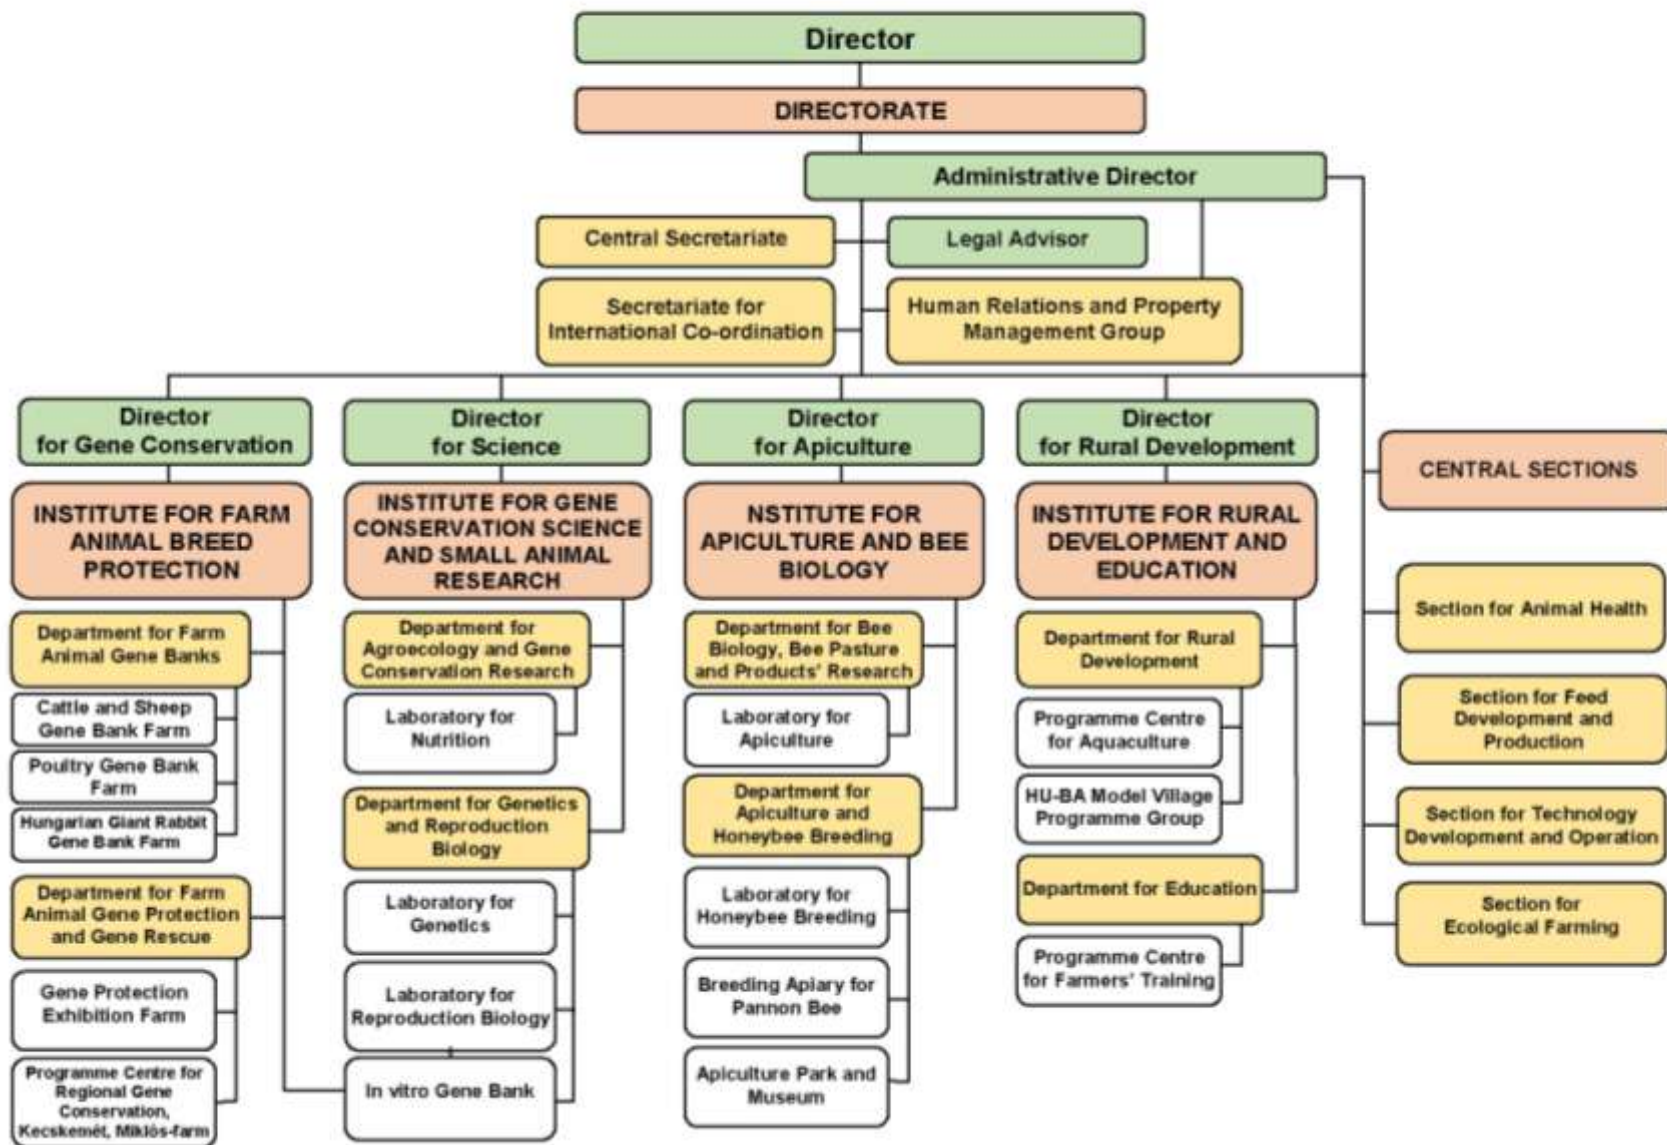 Director
DIRECTORATE
Administrative Director
Central Secretariate
Legal Advisor
Secretariate for
International Co-ordination
Human Relations and Property
Management Group
Director
for Gene Conservation
Director
for Science
Director
for Apiculture
Director
for Rural Development
CENTRAL SECTIONS
INSTITUTE FOR FARM
ANIMAL BREED
PROTECTION
INSTITUTE FOR GENE
CONSERVATION SCIENCE
AND SMALL ANIMAL
RESEARCH
NSTITUTE FOR
APICULTURE AND BEE
BIOLOGY
INSTITUTE FOR RURAL
DEVELOPMENT AND
EDUCATION
Department for Farm
Animal Gene Banks
Cattle and Sheep
Gene Bank Farm
Poultry Gene Bank
Farm
Hungarian Giant Rabbit
Gene Bank Farm
Department for Farm
Animal Gene Protection
and Gene Rescue
Gene Protection
Exhibition Farm
Programme Centre for
Regional Gene
Conservation,
Kecskemét, Miklós-farm
Department for
Agroecology and Gene
Conservation Research
Laboratory for
Nutrition
Department for Genetics
and Reproduction
Biology
Laboratory for
Genetics
Laboratory for
Reproduction Biology
In vitro Gene Bank
Department for Bee
Biology, Bee Pasture
and Products' Research
Laboratory for
Apiculture
Department for
Apiculture and
Honeybee Breeding
Laboratory for
Honeybee Breeding
Breeding Apiary for
Pannon Bee
Apiculture Park and
Museum
Department for Rural
Development
Programme Centre
for Aquaculture
HU-BA Model Village
Programme Group
Department for Education
Programme Centre
for Farmers' Training
Section for Animal Health
Section for Feed
Development and
Production
Section for Technology
Development and Operation
Section for
Ecological Farming